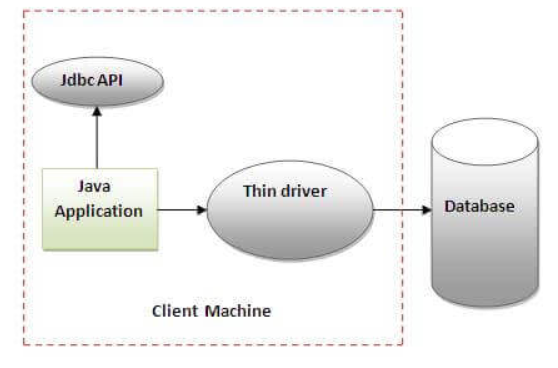 Jdbc API
Java
Application
Thin driver
Database
Client Machine